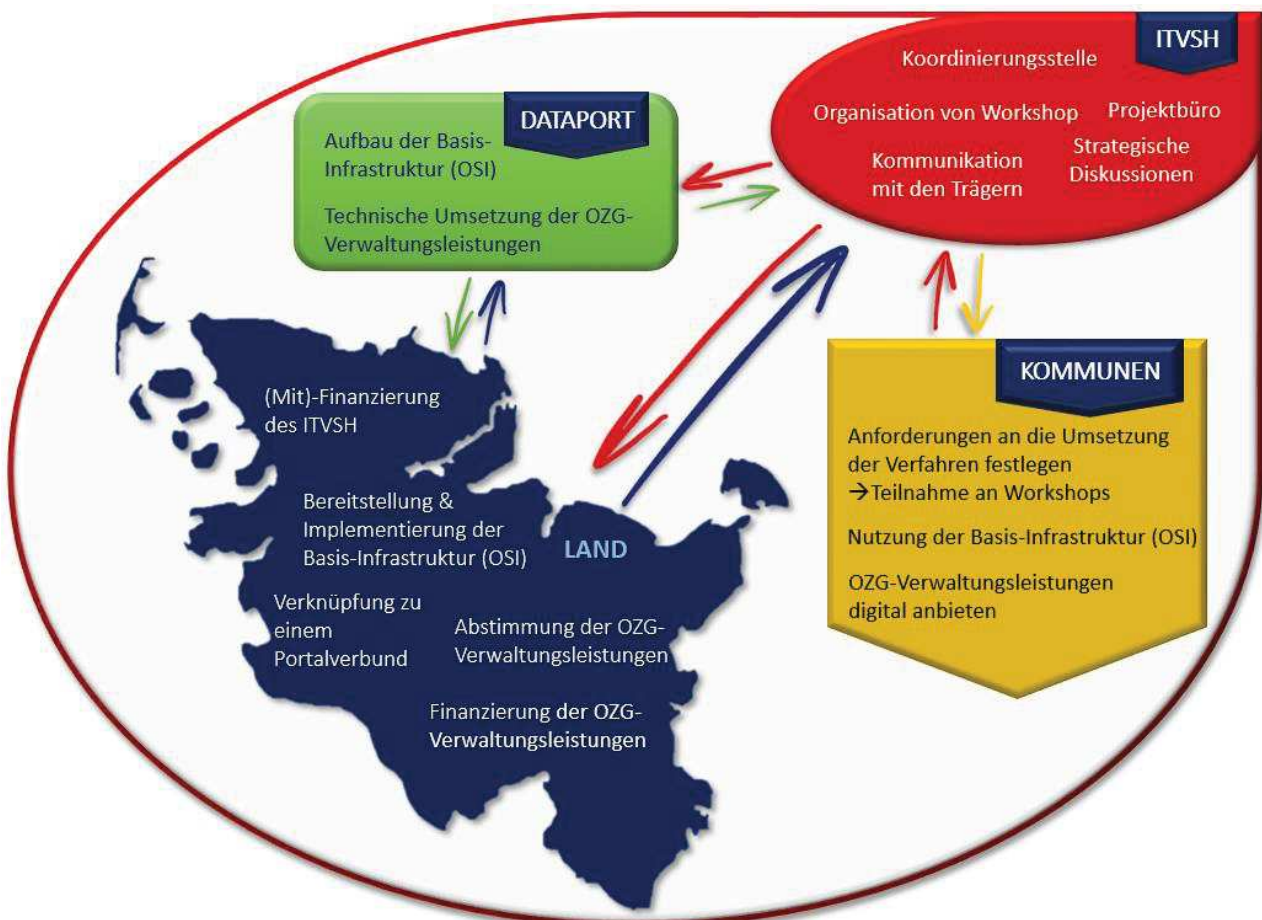 ITVSH
Koordinierungsstelle
Organisation von Workshop
Projektbüro
Kommunikation
mit den Trägern
Strategische
Diskussionen
DATAPORT
Aufbau der Basis-
Infrastruktur (OSI)
Technische Umsetzung der OZG-
Verwaltungsleistungen
KOMMUNEN
Anforderungen an die Umsetzung
der Verfahren festlegen
→Teilnahme an Workshops
Nutzung der Basis-Infrastruktur (OSI)
OZG-Verwaltungsleistungen
digital anbieten
(Mit)-Finanzierung
des ITVSH
Bereitstellung &
Implementierung der
Basis-Infrastruktur (OSI)
LAND
Verknüpfung zu
einem
Portalverbund
Abstimmung der OZG-
Verwaltungsleistungen
Finanzierung der OZG-
Verwaltungsleistungen